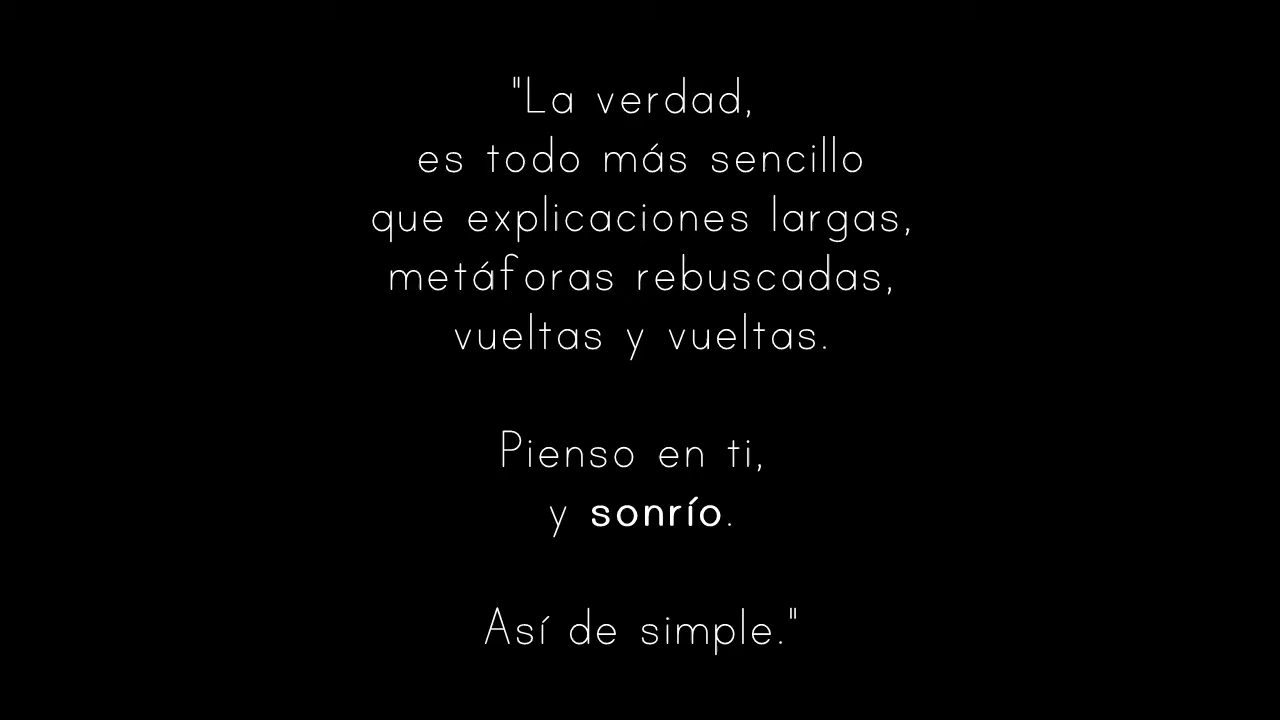 "La verdad,
es todo más sencillo
que explicaciones largas,
metáforas rebuscadas,
vueltas y vueltas.
Pienso en ti,
y sonrío.
Así de simple."